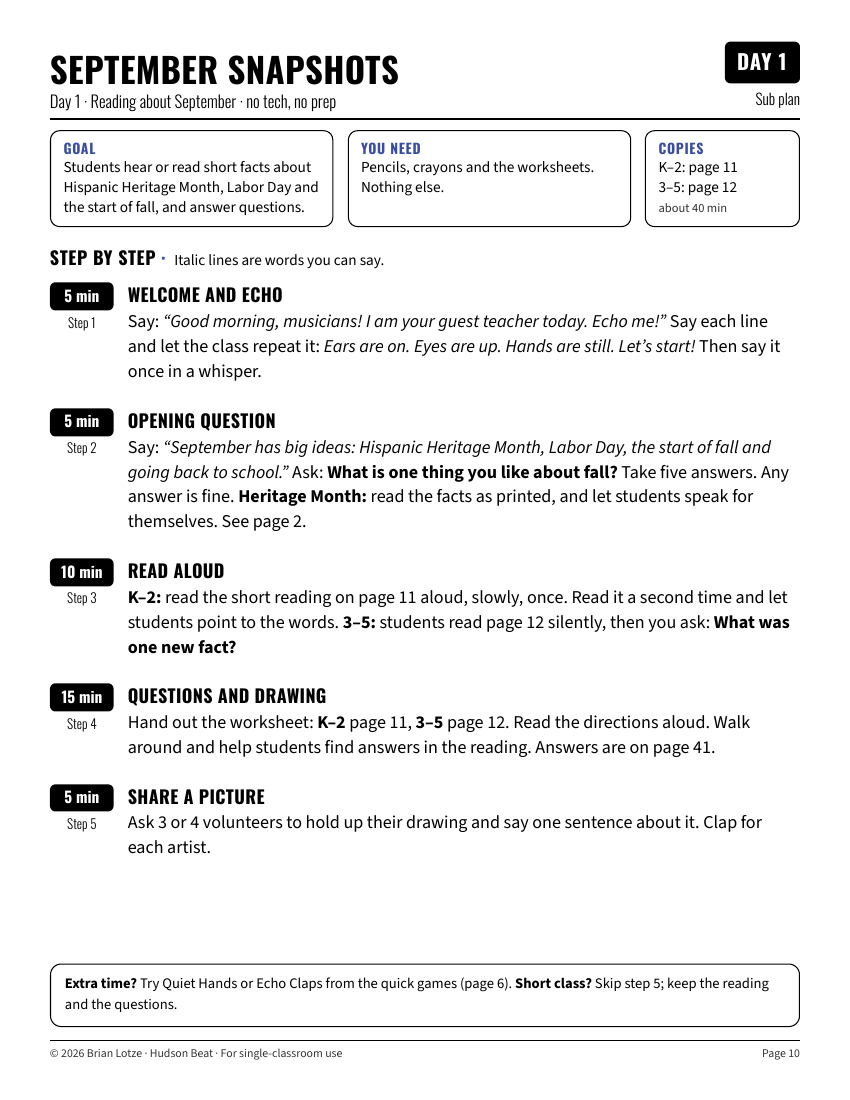 SEPTEMBER SNAPSHOTS
DAY 1
Day 1 · Reading about September · no tech, no prep
Sub plan
GOAL
Students hear or read short facts about
Hispanic Heritage Month, Labor Day and
the start of fall, and answer questions.
YOU NEED
Pencils, crayons and the worksheets.
Nothing else.
COPIES
K–2: page 11
3–5: page 12
about 40 min
STEP BY STEP · Italic lines are words you can say.
5 min
Step 1
WELCOME AND ECHO
Say: “Good morning, musicians! I am your guest teacher today. Echo me!” Say each line
and let the class repeat it: Ears are on. Eyes are up. Hands are still. Let’s start! Then say it
once in a whisper.
5 min
Step 2
OPENING QUESTION
Say: “September has big ideas: Hispanic Heritage Month, Labor Day, the start of fall and
going back to school.” Ask: What is one thing you like about fall? Take five answers. Any
answer is fine. Heritage Month: read the facts as printed, and let students speak for
themselves. See page 2.
10 min
Step 3
READ ALOUD
K–2: read the short reading on page 11 aloud, slowly, once. Read it a second time and let
students point to the words. 3–5: students read page 12 silently, then you ask: What was
one new fact?
15 min
Step 4
QUESTIONS AND DRAWING
Hand out the worksheet: K–2 page 11, 3–5 page 12. Read the directions aloud. Walk
around and help students find answers in the reading. Answers are on page 41.
5 min
Step 5
SHARE A PICTURE
Ask 3 or 4 volunteers to hold up their drawing and say one sentence about it. Clap for
each artist.
Extra time? Try Quiet Hands or Echo Claps from the quick games (page 6). Short class? Skip step 5; keep the reading
and the questions.
© 2026 Brian Lotze · Hudson Beat · For single-classroom use
Page 10